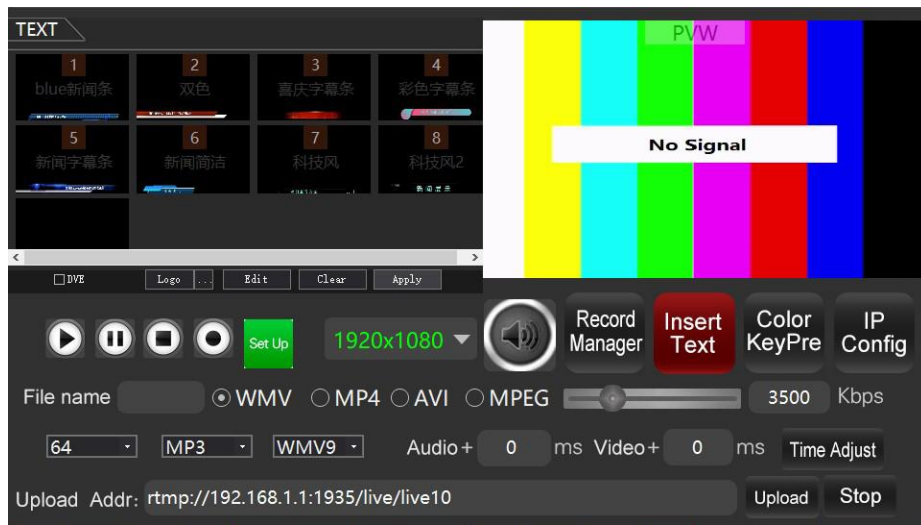 TEXT
PVW
1 2 3 4
blue新闻条 双色 喜庆字幕条 彩色字幕条
No Signal
5 6 7 8
新闻字幕条 新闻简洁 科技风 科技风2
DVE Logo ... Edit Clear Apply
Set Up 1920x1080 Record Manager Insert Text Color KeyPre IP Config
File name WMV MP4 AVI MPEG 3500 Kbps
64 MP3 WMV9 Audio+ 0 ms Video+ 0 ms Time Adjust
Upload Addr: rtmp://192.168.1.1:1935/live/live10 Upload Stop